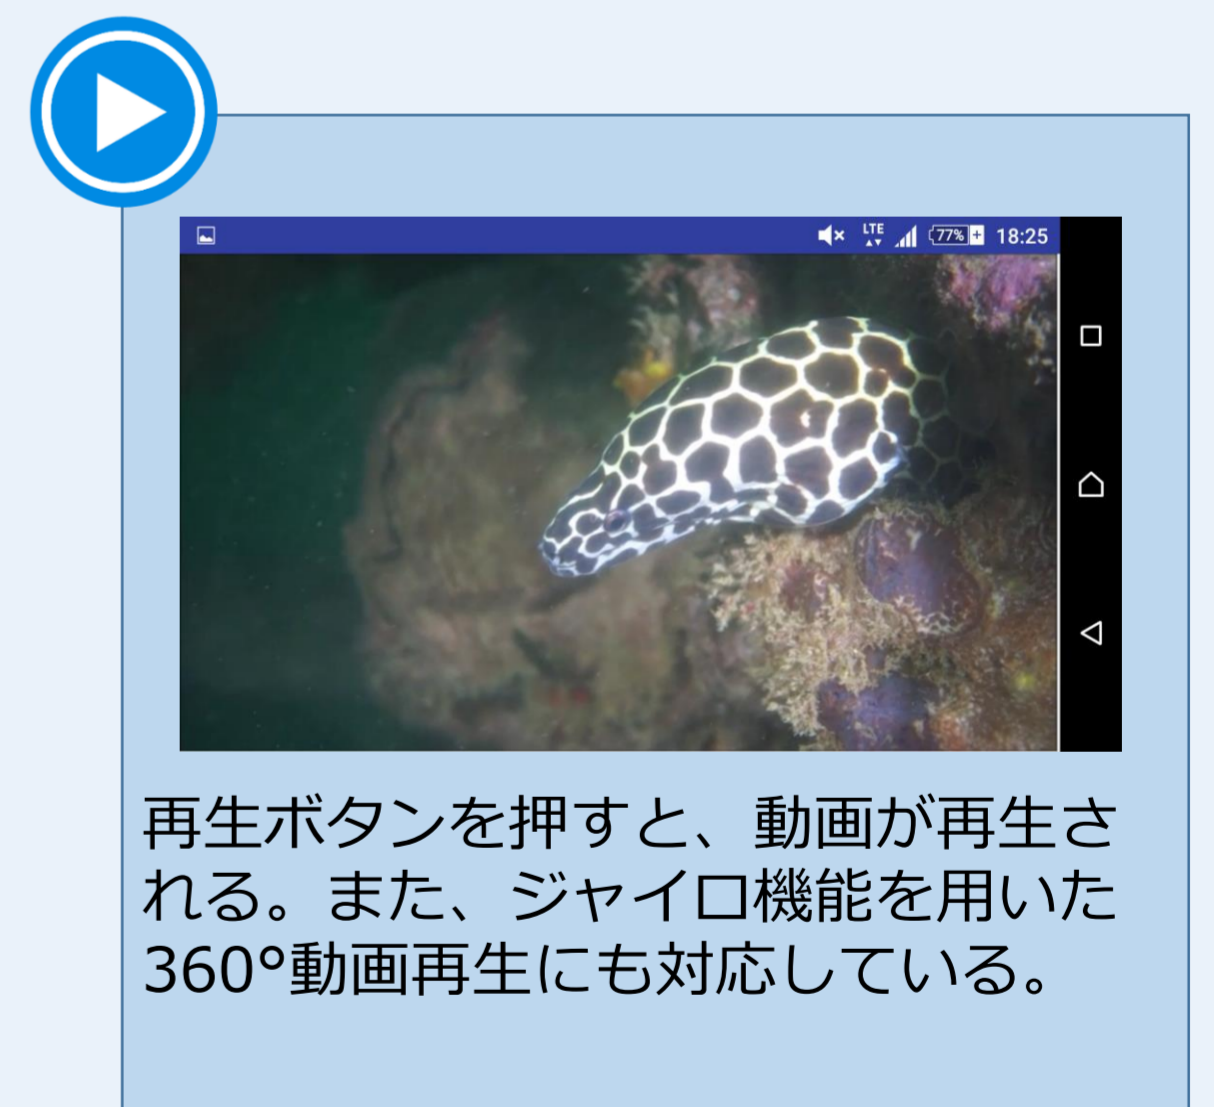 LTE 77% 18:25
再生ボタンを押すと、動画が再生さ
れる。また、ジャイロ機能を用いた
360°動画再生にも対応している。